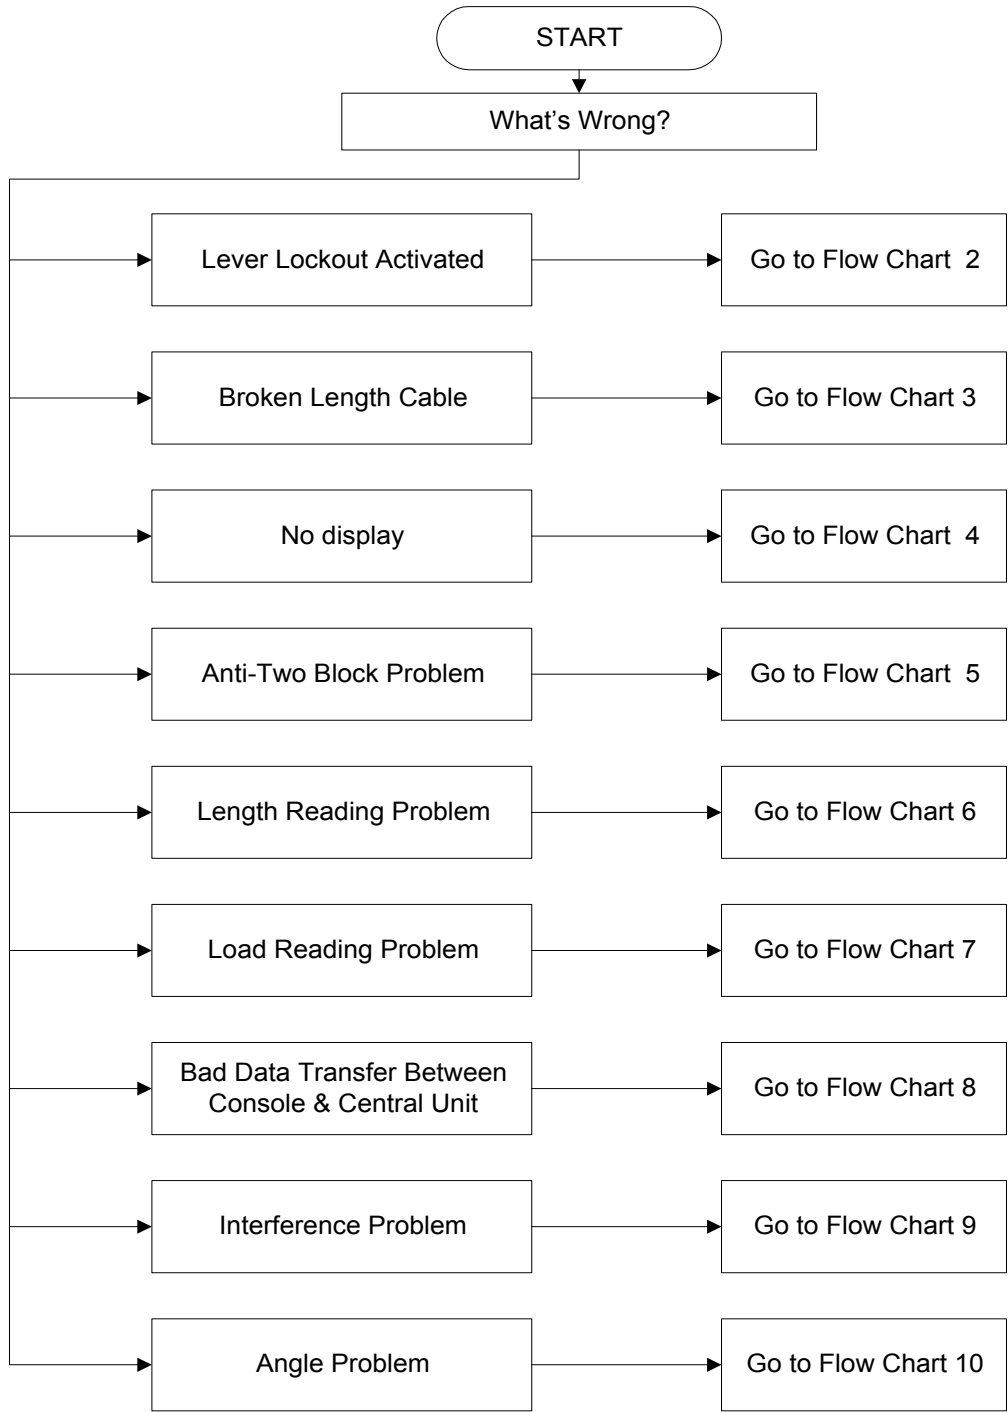 START
What’s Wrong?
Lever Lockout Activated
Go to Flow Chart  2
Broken Length Cable
Go to Flow Chart 3
No display
Go to Flow Chart  4
Anti-Two Block Problem
Go to Flow Chart  5
Length Reading Problem
Go to Flow Chart 6
Load Reading Problem
Go to Flow Chart 7
Bad Data Transfer Between
Console & Central Unit
Go to Flow Chart 8
Interference Problem
Go to Flow Chart 9
Angle Problem
Go to Flow Chart 10